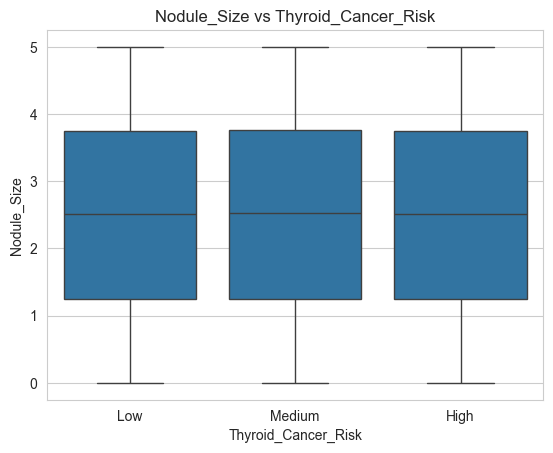 Nodule_Size vs Thyroid_Cancer_Risk
5
4
3
2
1
0
Nodule_Size
Low Medium High
Thyroid_Cancer_Risk